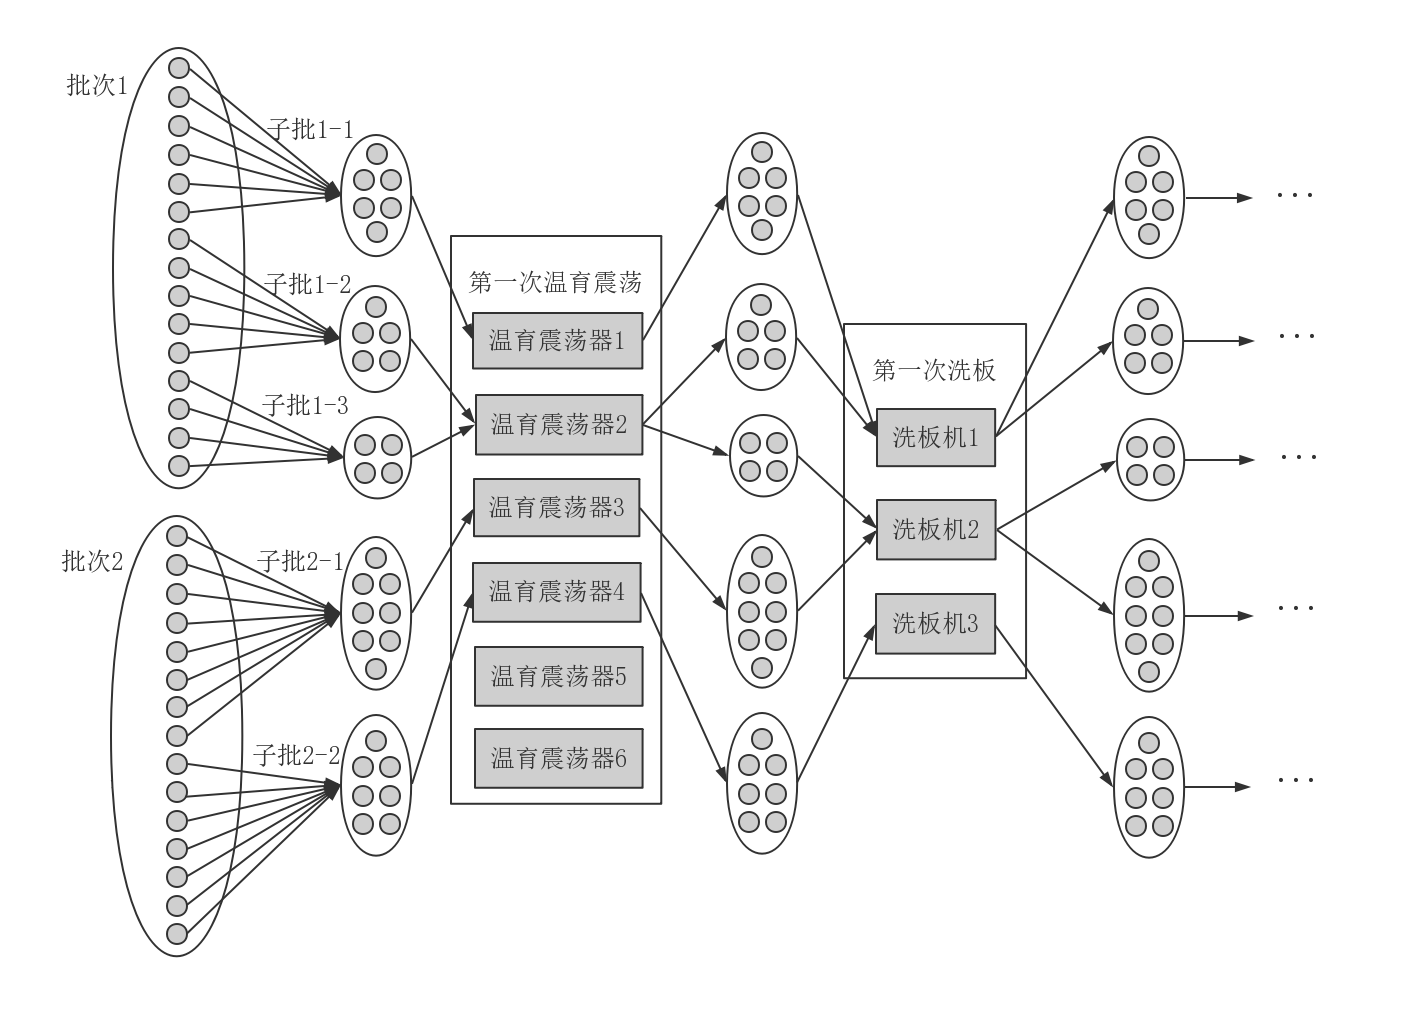 批次1
子批1-1
子批1-2
子批1-3
批次2
子批2-1
子批2-2
第一次温育震荡
温育震荡器1
温育震荡器2
温育震荡器3
温育震荡器4
温育震荡器5
温育震荡器6
第一次洗板
洗板机1
洗板机2
洗板机3
...
...
...
...
...